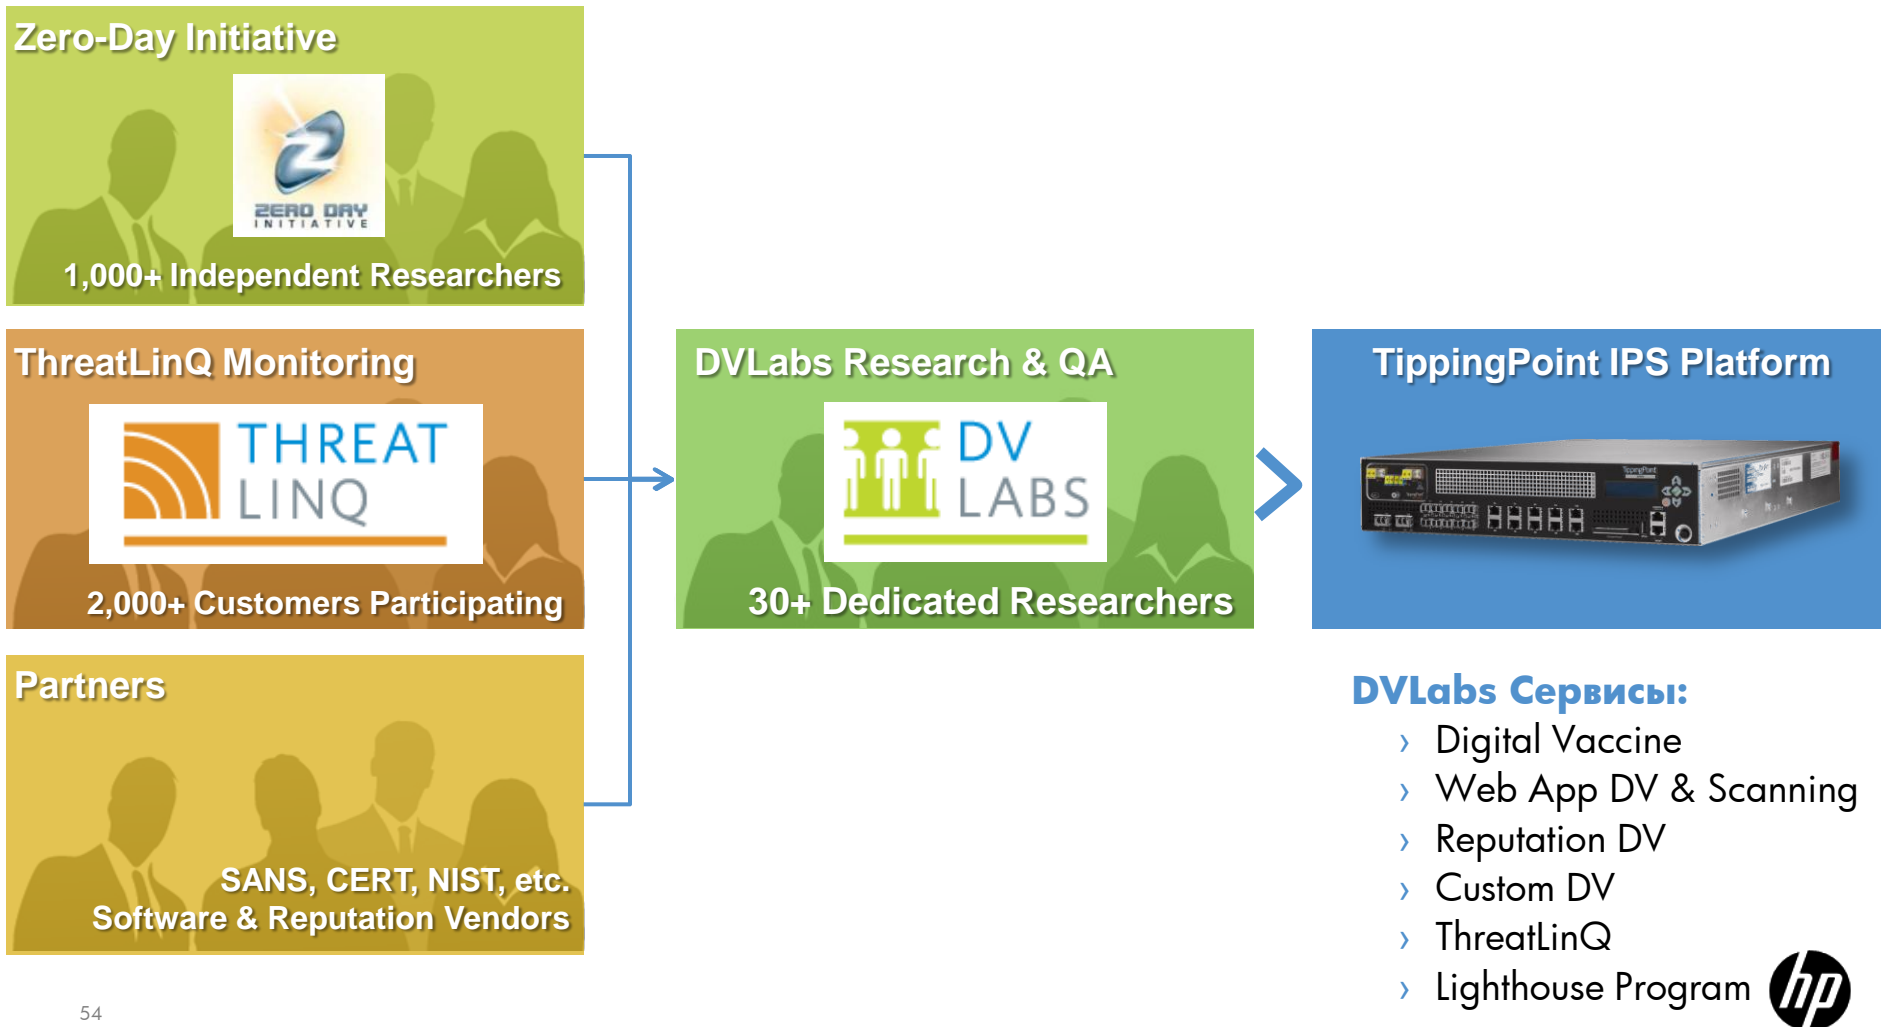 Zero-Day Initiative
ZERO DAY
INITIATIVE
1,000+ Independent Researchers
ThreatLinQ Monitoring
THREAT
LINQ
2,000+ Customers Participating
Partners
SANS, CERT, NIST, etc.
Software & Reputation Vendors
DVLabs Research & QA
DV
LABS
30+ Dedicated Researchers
TippingPoint IPS Platform
TippingPoint
DVLabs Сервисы:
› Digital Vaccine
› Web App DV & Scanning
› Reputation DV
› Custom DV
› ThreatLinQ
› Lighthouse Program
hp
54